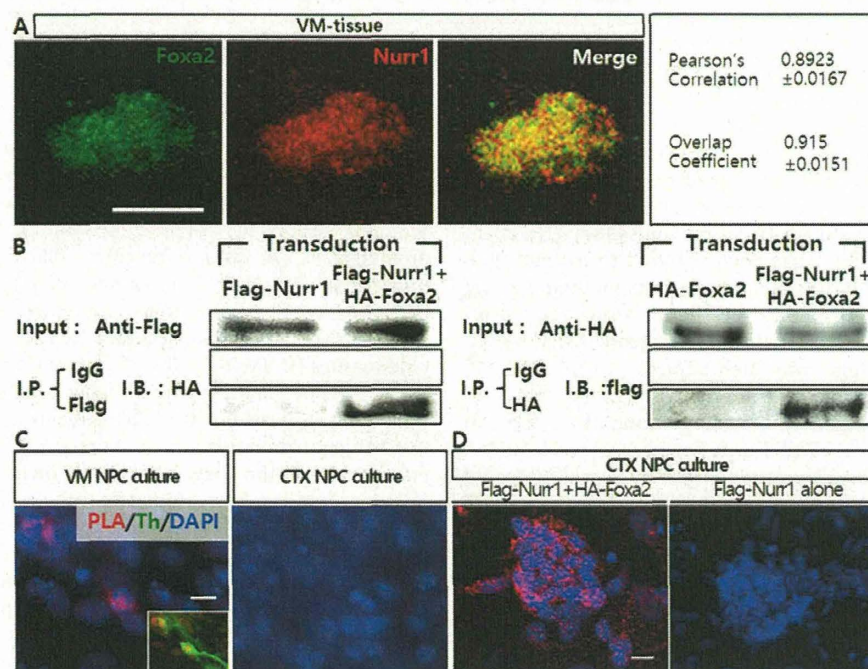 A
VM-tissue
Foxa2
Nurr1
Merge
Pearson's Correlation
0.8923 ±0.0167
Overlap Coefficient
0.915 ±0.0151
B
Transduction
Flag-Nurr1
Flag-Nurr1+ HA-Foxa2
Input : Anti-Flag
I.P.
IgG
Flag
I.B. : HA
Transduction
HA-Foxa2
Flag-Nurr1+ HA-Foxa2
Input : Anti-HA
I.P.
IgG
HA
I.B. :flag
C
VM NPC culture
CTX NPC culture
PLA/Th/DAPI
D
CTX NPC culture
Flag-Nurr1+HA-Foxa2
Flag-Nurr1 alone